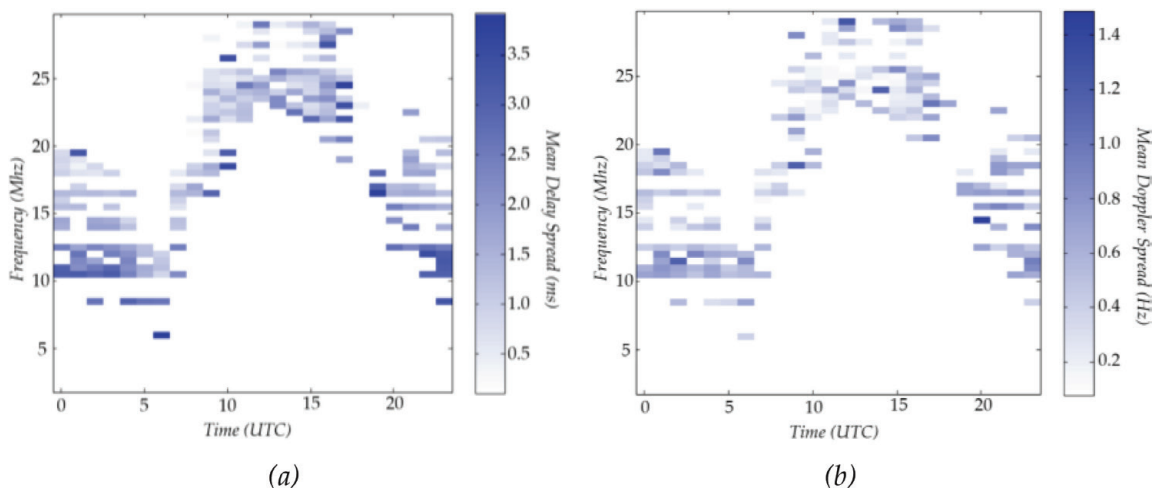 25
20
15
10
5
0 5 10 15 20
Frequency (Mhz)
Time (UTC)
3.5
3.0
2.5
2.0
1.5
1.0
0.5
Mean Delay Spread (ms)
(a)
25
20
15
10
5
0 5 10 15 20
Frequency (Mhz)
Time (UTC)
1.4
1.2
1.0
0.8
0.6
0.4
0.2
Mean Doppler Spread (Hz)
(b)